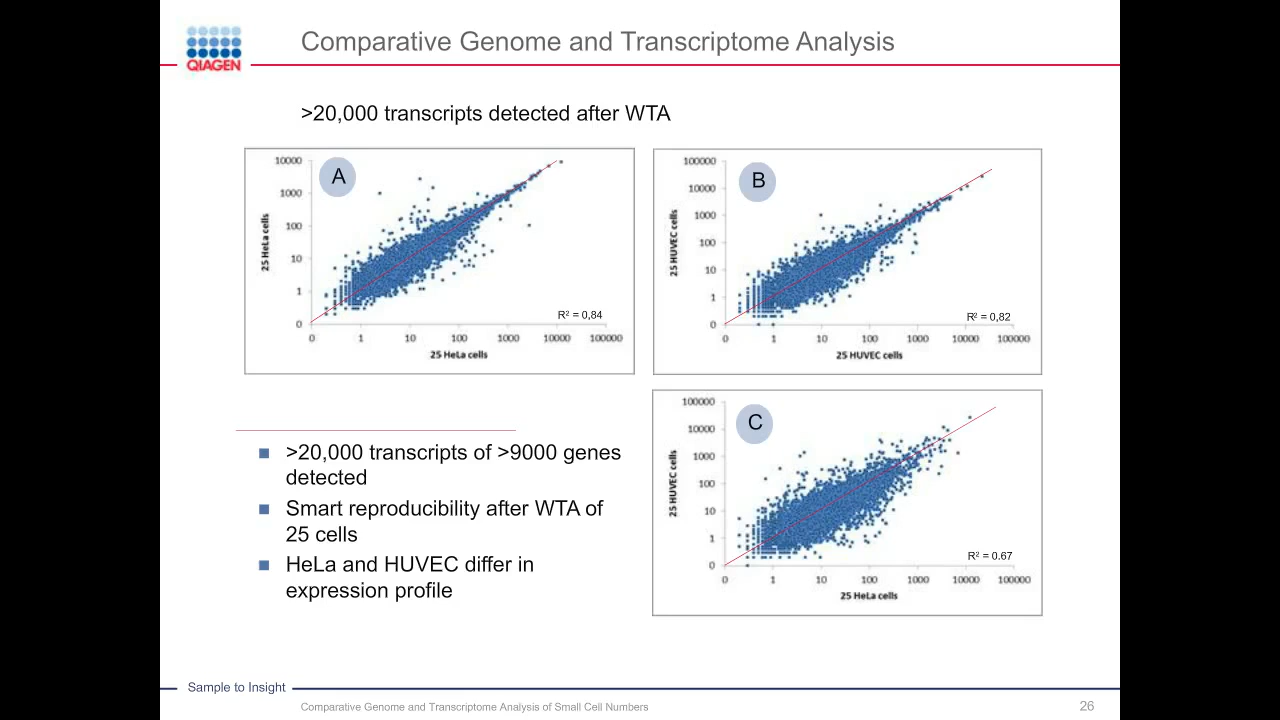 QIAGEN
Comparative Genome and Transcriptome Analysis
>20,000 transcripts detected after WTA
A
10000
1000
100
10
1
0
25 HeLa cells
R² = 0,84
0 1 10 100 1000 10000 100000
25 HeLa cells
B
100000
10000
1000
100
10
1
0
25 HUVEC cells
R² = 0,82
0 1 10 100 1000 10000 100000
25 HUVEC cells
C
100000
10000
1000
100
10
1
0
25 HUVEC cells
R² = 0.67
0 1 10 100 1000 10000 100000
25 HeLa cells
>20,000 transcripts of >9000 genes
detected
Smart reproducibility after WTA of
25 cells
HeLa and HUVEC differ in
expression profile
Sample to Insight
Comparative Genome and Transcriptome Analysis of Small Cell Numbers
26